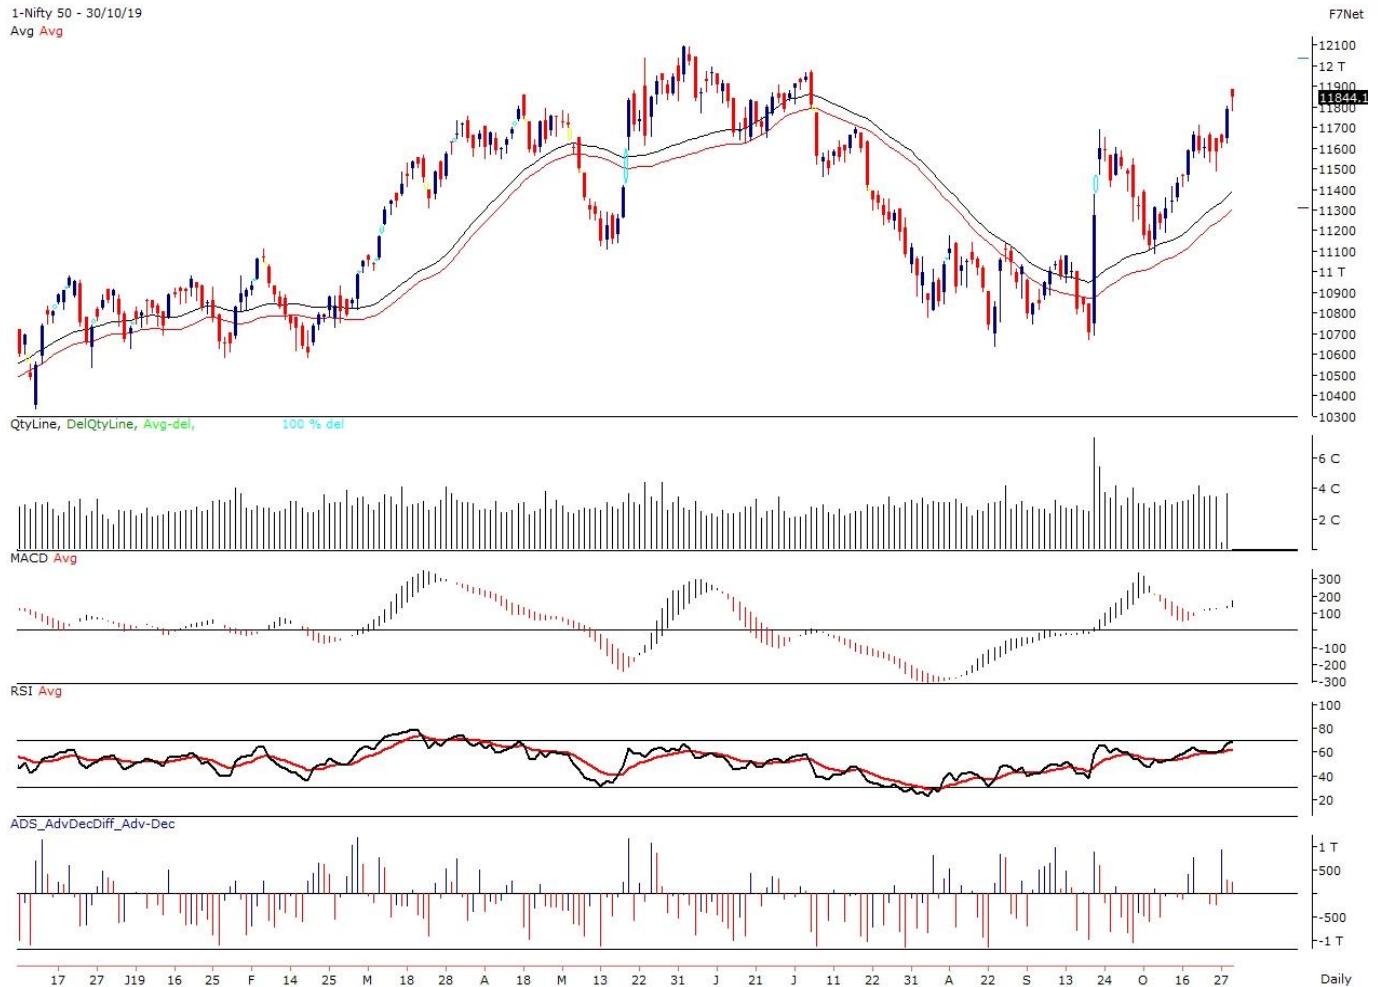 1-Nifty 50 - 30/10/19 F7Net
Avg Avg
12100
12 T
11900
11844.1
11800
11700
11600
11500
11400
11300
11200
11100
11 T
10900
10800
10700
10600
10500
10400
10300
QtyLine, DelQtyLine, Avg-del, 100 % del
6 C
4 C
2 C
MACD Avg
300
200
100
-100
-200
-300
RSI Avg
100
80
60
40
20
ADS_AdvDecDiff_Adv-Dec
1 T
500
-500
-1 T
17 27 J19 16 25 F 14 25 M 18 28 A 18 M 13 22 31 J 21 J 11 22 31 A 22 S 13 24 O 16 27 Daily